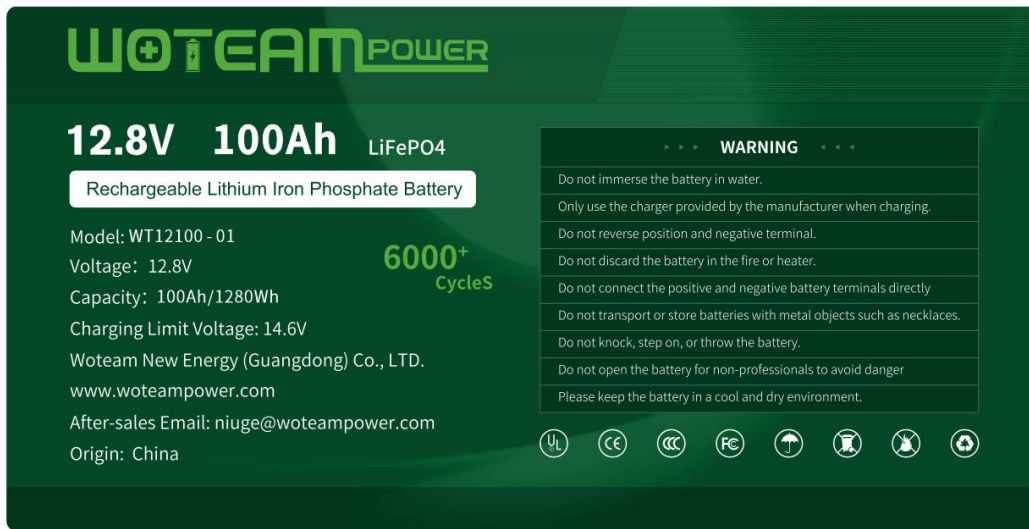 WOTEAM POWER
12.8V 100Ah LiFePO4
Rechargeable Lithium Iron Phosphate Battery
Model: WT12100 - 01
Voltage: 12.8V
Capacity: 100Ah/1280Wh
Charging Limit Voltage: 14.6V
Woteam New Energy (Guangdong) Co., LTD.
www.woteampower.com
After-sales Email: niuge@woteampower.com
Origin: China
6000+
CycleS
WARNING
Do not immerse the battery in water.
Only use the charger provided by the manufacturer when charging.
Do not reverse position and negative terminal.
Do not discard the battery in the fire or heater.
Do not connect the positive and negative battery terminals directly
Do not transport or store batteries with metal objects such as necklaces.
Do not knock, step on, or throw the battery.
Do not open the battery for non-professionals to avoid danger
Please keep the battery in a cool and dry environment.
UL CE CCC FC